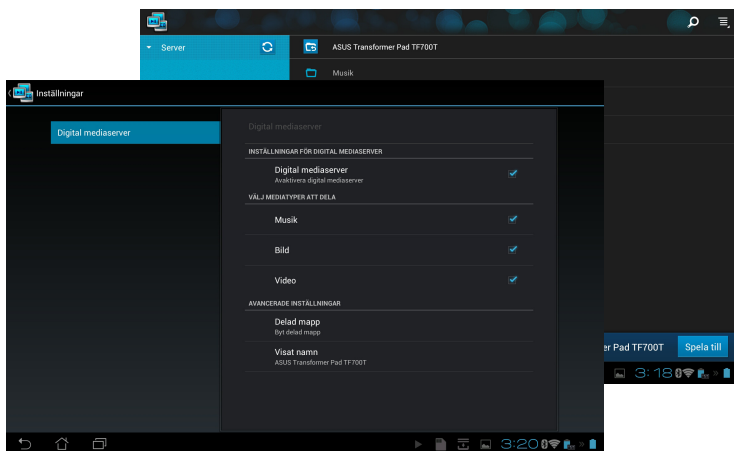 Server
ASUS Transformer Pad TF700T
Musik
Inställningar
Digital mediaserver
Digital mediaserver
INSTÄLLNINGAR FÖR DIGITAL MEDIASERVER
Digital mediaserver
Avaktivera digital mediaserver
VÄLJ MEDIATYPER ATT DELA
Musik
Bild
Video
AVANCERADE INSTÄLLNINGAR
Delad mapp
Byt delad mapp
Visat namn
ASUS Transformer Pad TF700T
er Pad TF700T
Spela till
3:18
3:20